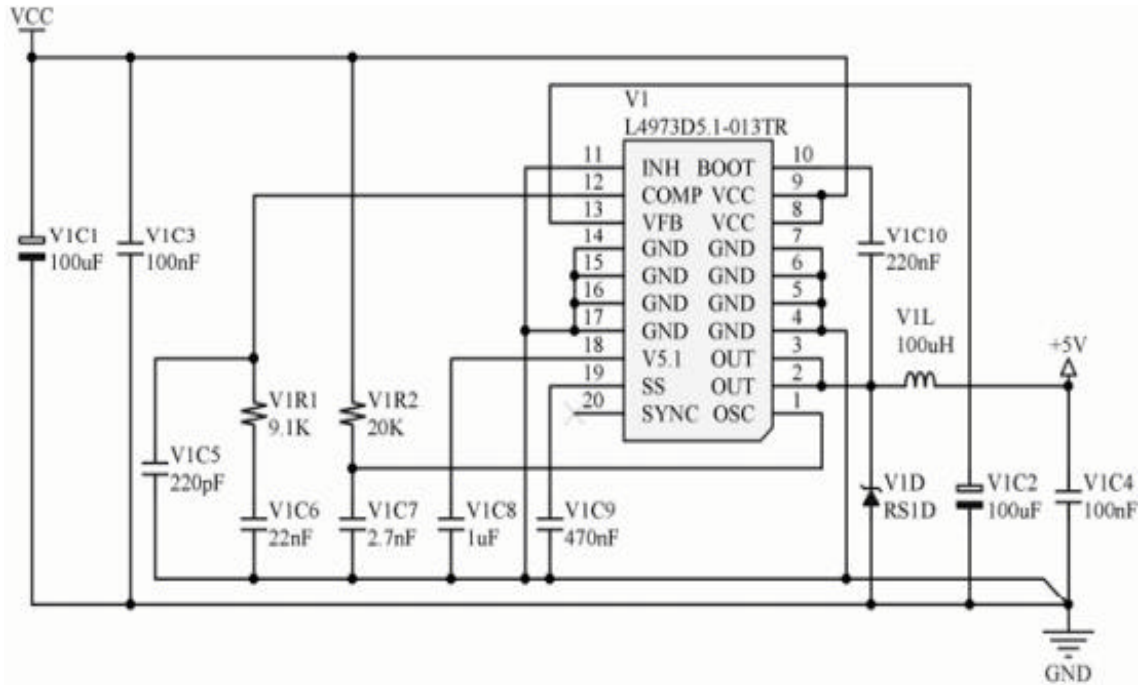 VCC
V1
L4973D5.1-013TR
11 INH BOOT 10
12 COMP VCC 9
13 VFB VCC 8
14 GND GND 7
15 GND GND 6
16 GND GND 5
17 GND GND 4
18 V5.1 OUT 3
19 SS OUT 2
20 SYNC OSC 1
V1C1
100uF
V1C3
100nF
V1C10
220nF
V1L
100uH
+5V
V1R1
9.1K
V1R2
20K
V1C5
220pF
V1C6
22nF
V1C7
2.7nF
V1C8
1uF
V1C9
470nF
V1D
RS1D
V1C2
100uF
V1C4
100nF
GND